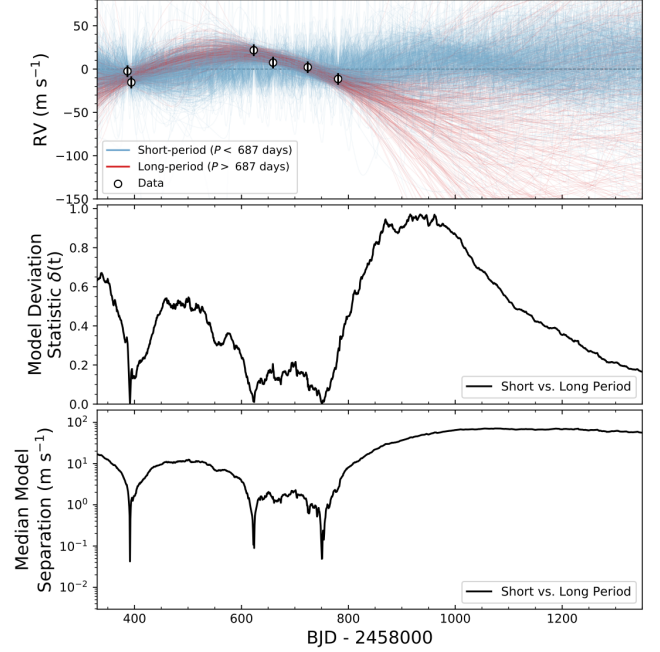 50
0
−50
−100
−150
RV (m s⁻¹)
Short-period (P < 687 days)
Long-period (P > 687 days)
Data
1.0
0.8
0.6
0.4
0.2
0.0
Model Deviation
Statistic δ(t)
Short vs. Long Period
10²
10¹
10⁰
10⁻¹
10⁻²
Median Model
Separation (m s⁻¹)
Short vs. Long Period
400 600 800 1000 1200
BJD - 2458000